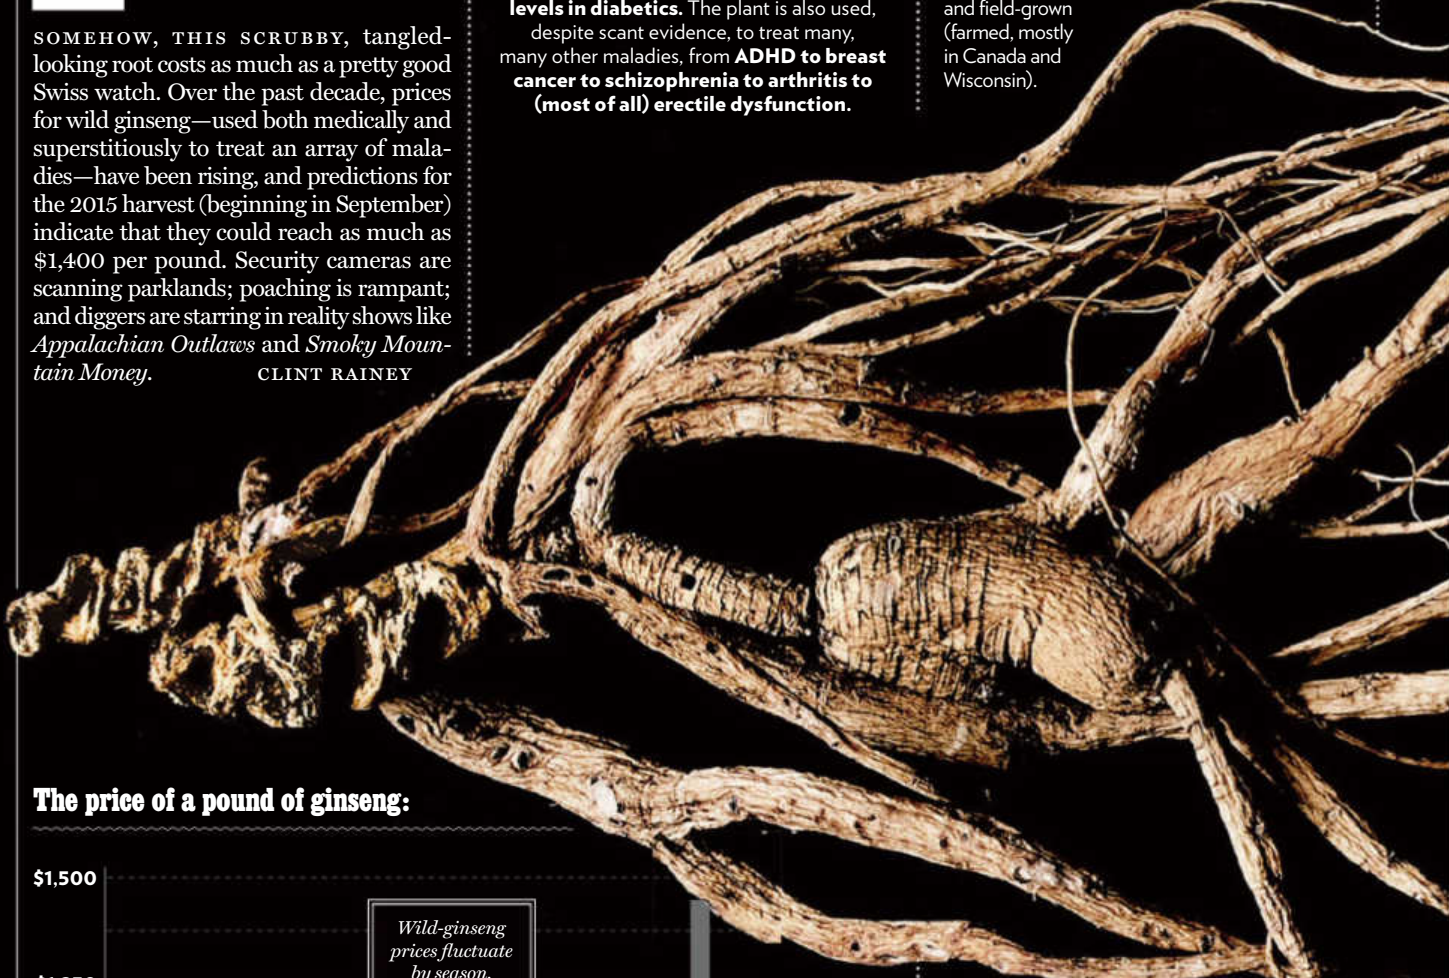 SOMEHOW, THIS SCRUBBY, tangled-
looking root costs as much as a pretty good
Swiss watch. Over the past decade, prices
for wild ginseng—used both medically and
superstitiously to treat an array of mala-
dies—have been rising, and predictions for
the 2015 harvest (beginning in September)
indicate that they could reach as much as
$1,400 per pound. Security cameras are
scanning parklands; poaching is rampant;
and diggers are starring in reality shows like
Appalachian Outlaws and Smoky Moun-
tain Money. CLINT RAINEY
levels in diabetics. The plant is also used,
despite scant evidence, to treat many,
many other maladies, from ADHD to breast
cancer to schizophrenia to arthritis to
(most of all) erectile dysfunction.
and field-grown
(farmed, mostly
in Canada and
Wisconsin).
The price of a pound of ginseng:
$1,500
Wild-ginseng
prices fluctuate
by season,